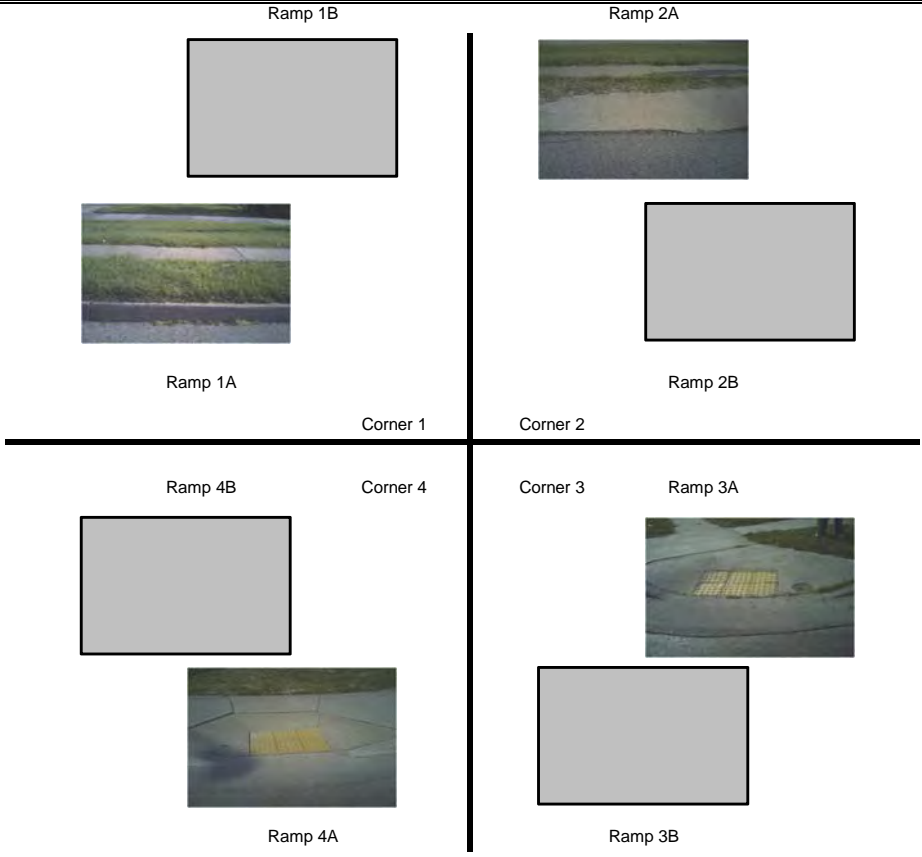 Ramp 1B Ramp 2A
Ramp 1A Ramp 2B
Corner 1 Corner 2
Ramp 4B Corner 4 Corner 3 Ramp 3A
Ramp 4A Ramp 3B